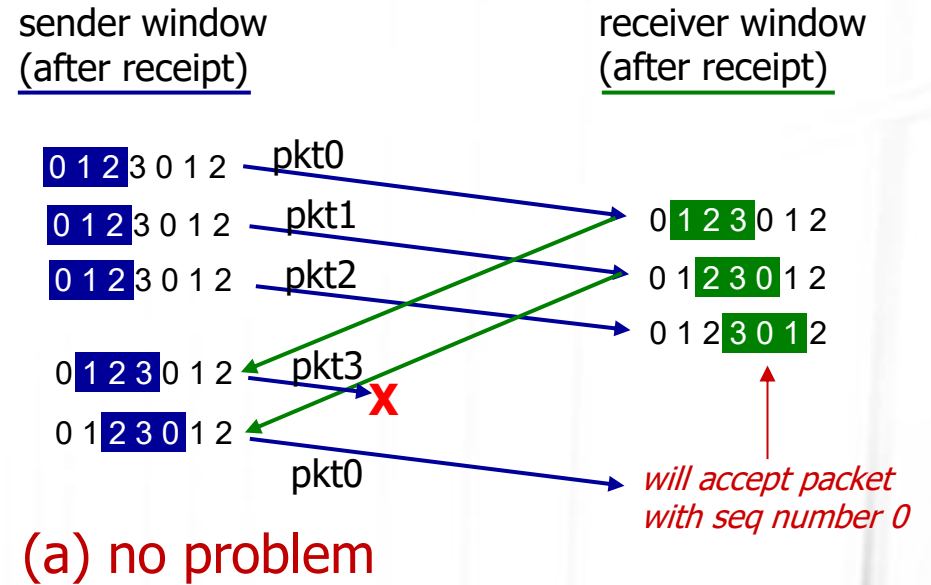 sender window
(after receipt)
receiver window
(after receipt)
0 1 2 3 0 1 2
pkt0
0 1 2 3 0 1 2
pkt1
0 1 2 3 0 1 2
0 1 2 3 0 1 2
pkt2
0 1 2 3 0 1 2
0 1 2 3 0 1 2
0 1 2 3 0 1 2
pkt3
X
0 1 2 3 0 1 2
pkt0
will accept packet
with seq number 0
(a) no problem